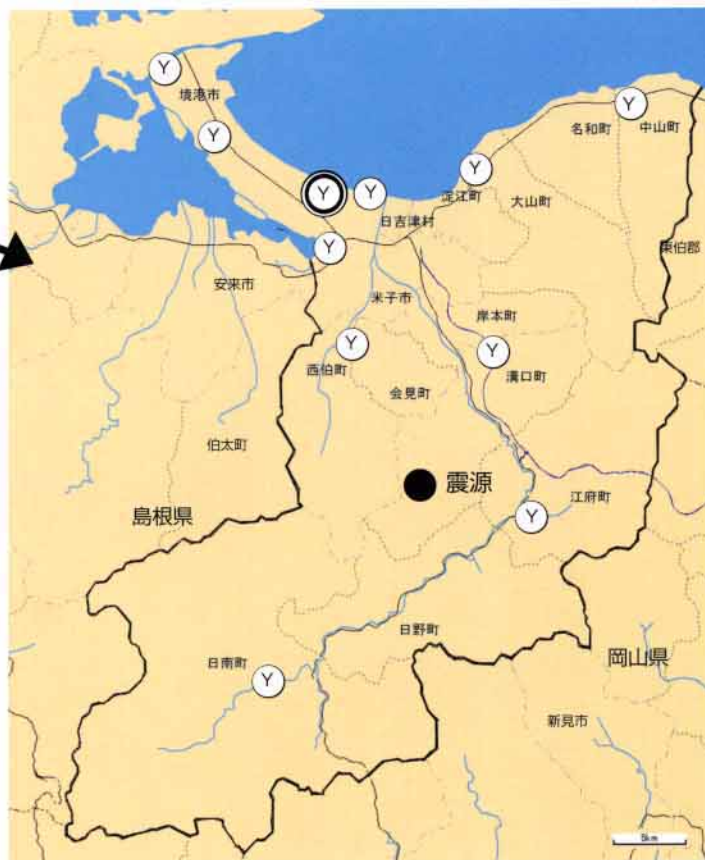 Y
境港市
Y
名和町
Y
中山町
Y
淀江町
大山町
Y
Y
日吉津村
Y
東伯郡
安来市
米子市
岸本町
Y
西伯町
Y
溝口町
会見町
伯太町
震源
島根県
Y
江府町
日野町
日南町
Y
岡山県
新見市